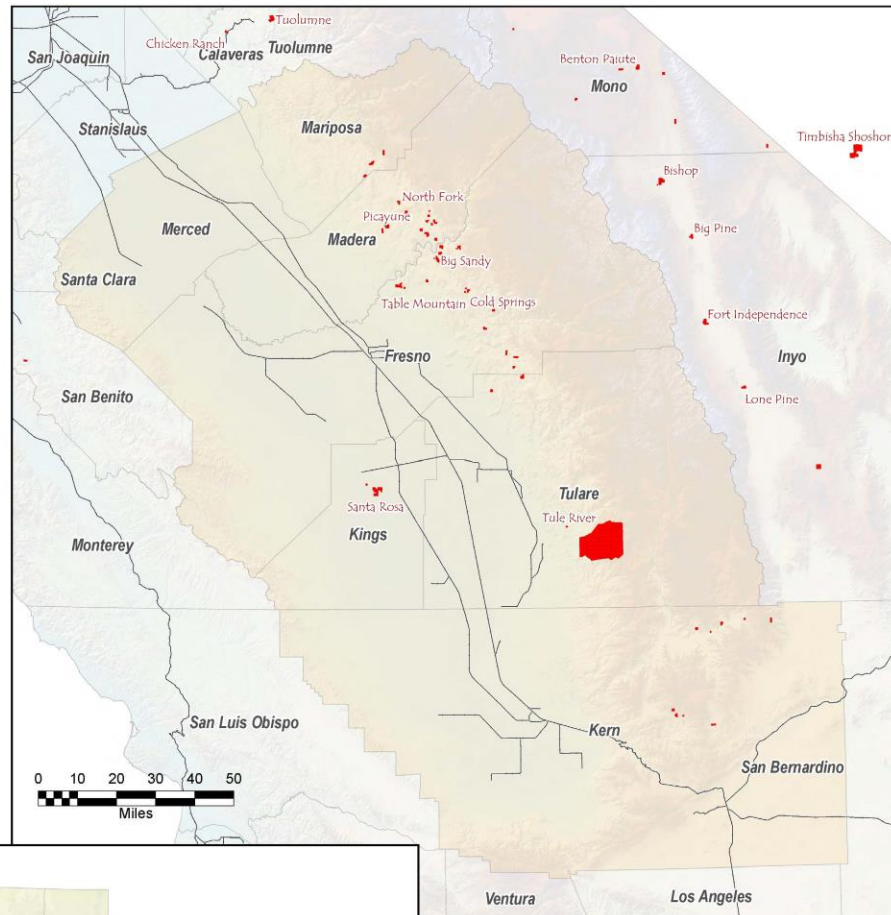 Tuolumne
Chicken Ranch
Calaveras
Tuolumne
San Joaquin
Benton Paiute
Mono
Stanislaus
Mariposa
Timbisha Shoshon
Bishop
North Fork
Picayune
Merced
Madera
Big Pine
Big Sandy
Santa Clara
Table Mountain
Cold Springs
Fort Independence
Fresno
Inyo
San Benito
Lone Pine
Tulare
Santa Rosa
Tule River
Kings
Monterey
San Luis Obispo
Kern
San Bernardino
0 10 20 30 40 50
Miles
Ventura
Los Angeles